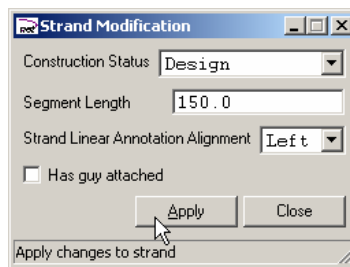 Strand Modification
Construction Status Design
Segment Length 150.0
Strand Linear Annotation Alignment Left
Has guy attached
Apply Close
Apply changes to strand